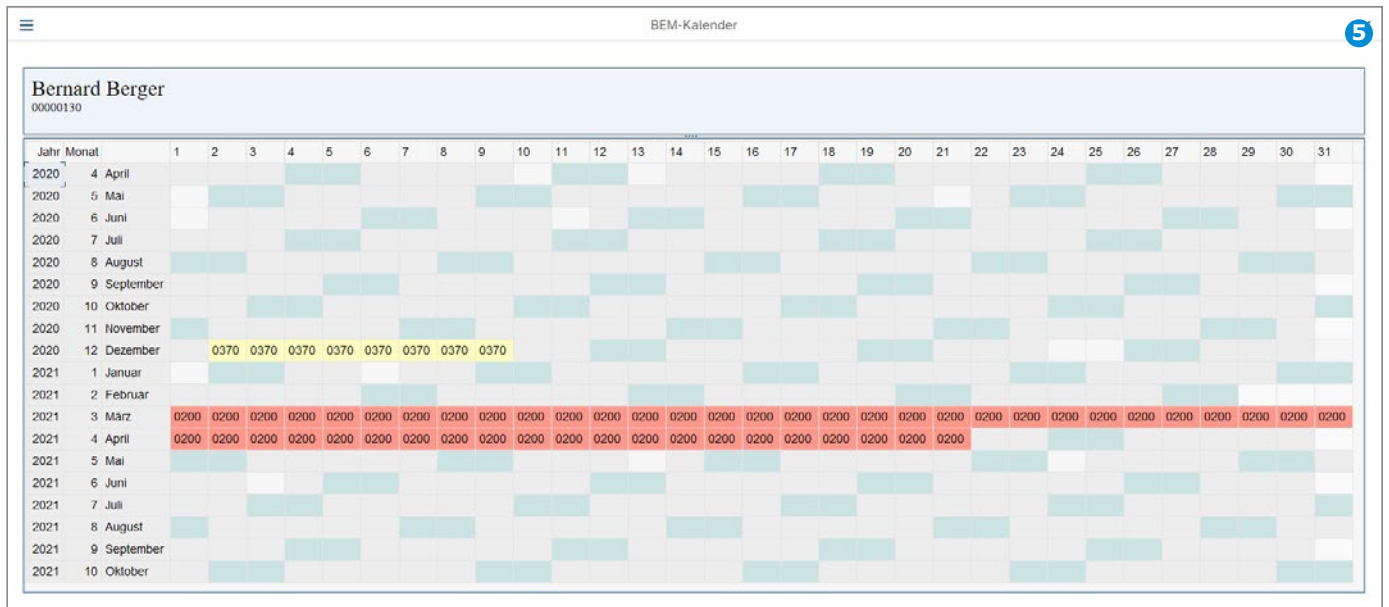 BEM-Kalender
5
Bernard Berger
00000130
Jahr Monat 1 2 3 4 5 6 7 8 9 10 11 12 13 14 15 16 17 18 19 20 21 22 23 24 25 26 27 28 29 30 31
2020 4 April
2020 5 Mai
2020 6 Juni
2020 7 Juli
2020 8 August
2020 9 September
2020 10 Oktober
2020 11 November
2020 12 Dezember 0370 0370 0370 0370 0370 0370 0370 0370
2021 1 Januar
2021 2 Februar
2021 3 März 0200 0200 0200 0200 0200 0200 0200 0200 0200 0200 0200 0200 0200 0200 0200 0200 0200 0200 0200 0200 0200 0200 0200 0200 0200 0200 0200 0200 0200 0200 0200
2021 4 April 0200 0200 0200 0200 0200 0200 0200 0200 0200 0200 0200 0200 0200 0200 0200 0200 0200 0200 0200 0200 0200
2021 5 Mai
2021 6 Juni
2021 7 Juli
2021 8 August
2021 9 September
2021 10 Oktober